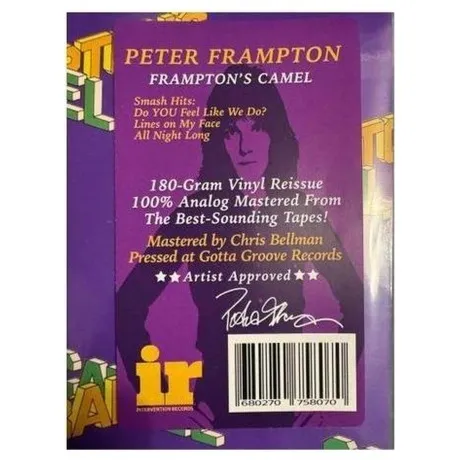 PETER FRAMPTON
FRAMPTON'S CAMEL
Smash Hits:
Do YOU Feel Like We Do?
Lines on My Face
All Night Long
180-Gram Vinyl Reissue
100% Analog Mastered From
The Best-Sounding Tapes!
Mastered by Chris Bellman
Pressed at Gotta Groove Records
★★Artist Approved★★
ir
INTERVENTION RECORDS
680270 758070